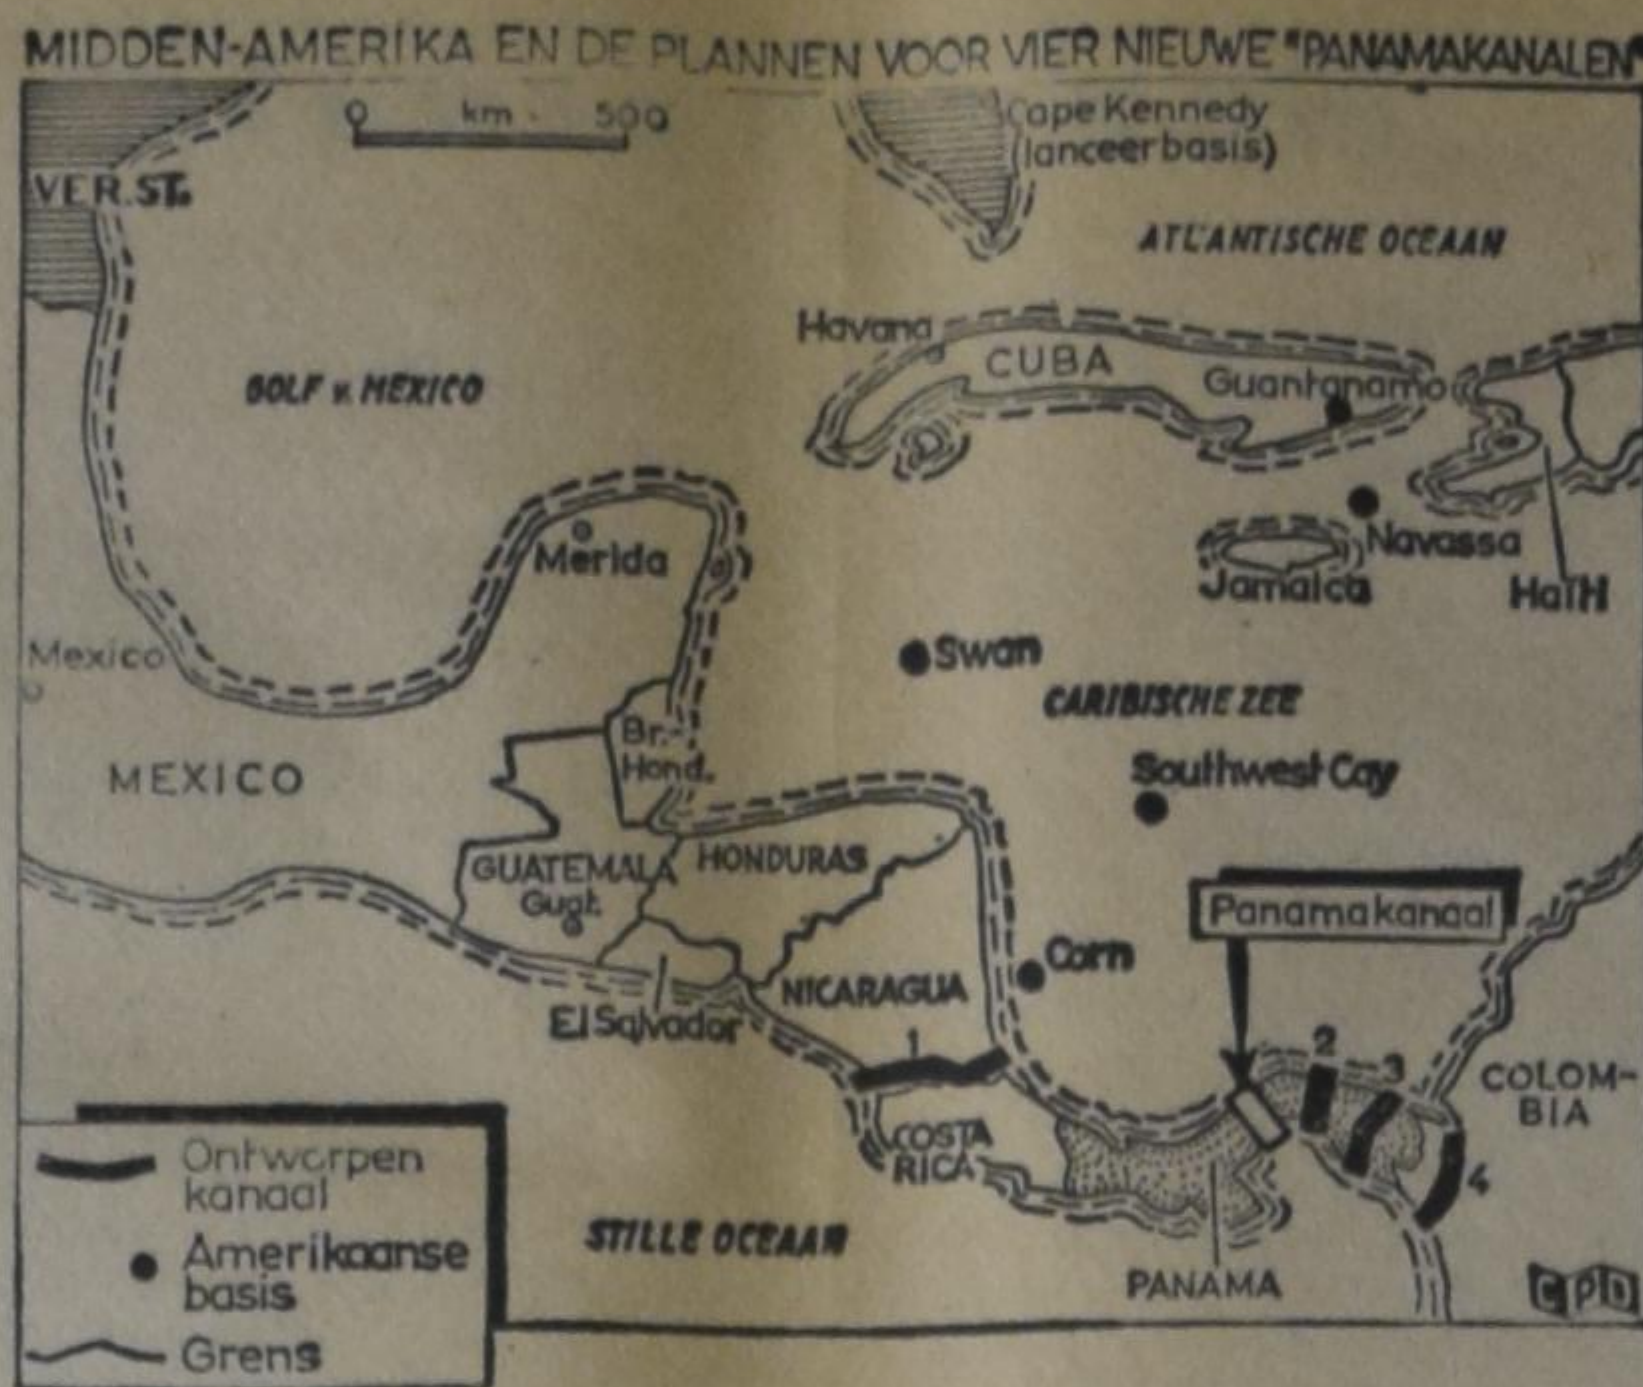 MIDDEN-AMERIKA EN DE PLANNEN VOOR VIER NIEUWE "PANAMAKANALEN"
0 km. 500
Cape Kennedy
(lanceerbasis)
VER. ST.
ATLANTISCHE OCEAAN
Havana
CUBA
Guantanamo
GOLF v. MEXICO
Merida
Navassa
Jamaica
Haïti
Mexico
Swan
CARIBISCHE ZEE
Br.-
Hond.
MEXICO
Southwest Cay
GUATEMALA
HONDURAS
Guat.
Panamakanaal
Corn
NICARAGUA
El Salvador
1
2
3
COLOM-
BIA
COSTA
RICA
4
Ontworpen
kanaal
STILLE OCEAAN
Amerikaanse
basis
PANAMA
CPD
Grens